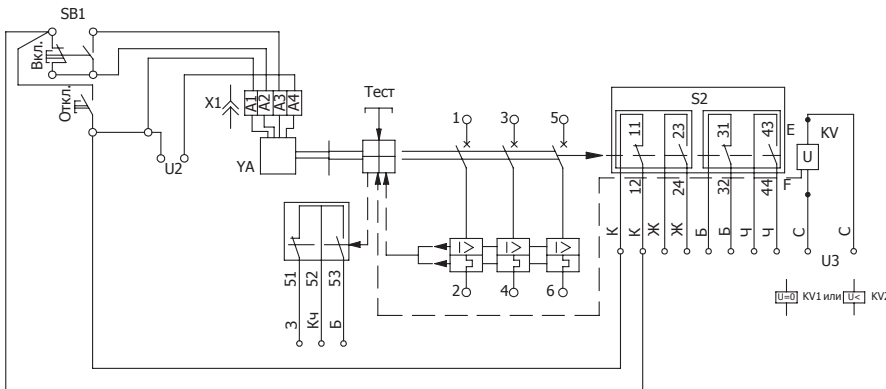 SB1
Вкл.
Откл.
X1
A1
A2
A3
A4
U2
YA
Тест
1
3
5
2
4
6
S2
11
23
31
43
12
24
32
44
E
F
KV
U
К
К
Ж
Ж
Б
Б
Ч
Ч
С
С
U3
51
52
53
З
Кч
Б
I>
I>
I>
U=0 KV1 или U< KV2